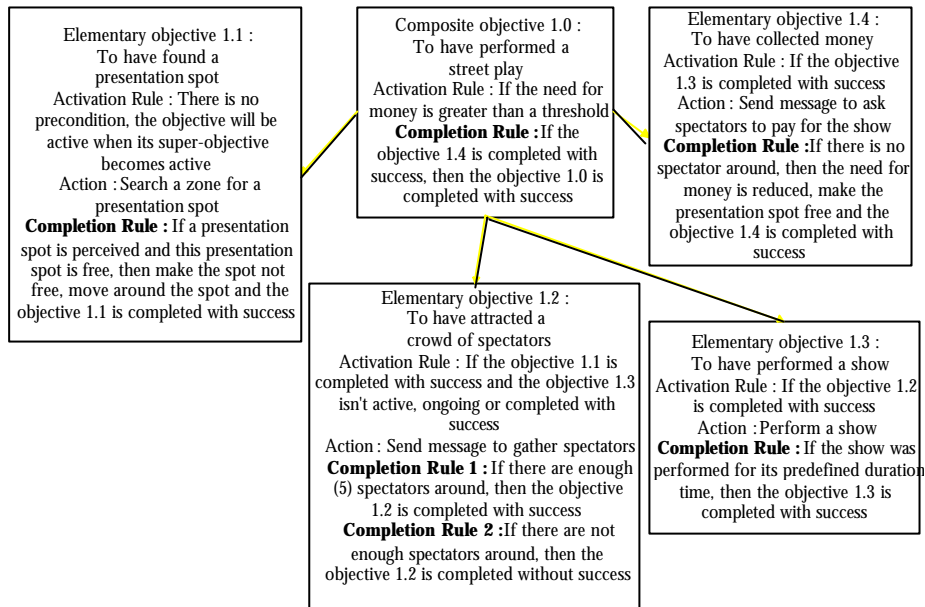 Elementary objective 1.1 :
To have found a
presentation spot
Activation Rule : There is no
precondition, the objective will be
active when its super-objective
becomes active
Action : Search a zone for a
presentation spot
Completion Rule : If a presentation
spot is perceived and this presentation
spot is free, then make the spot not
free, move around the spot and the
objective 1.1 is completed with success
Composite objective 1.0 :
To have performed a
street play
Activation Rule : If the need for
money is greater than a threshold
Completion Rule : If the
objective 1.4 is completed with
success, then the objective 1.0 is
completed with success
Elementary objective 1.4 :
To have collected money
Activation Rule : If the objective
1.3 is completed with success
Action : Send message to ask
spectators to pay for the show
Completion Rule :If there is no
spectator around, then the need for
money is reduced, make the
presentation spot free and the
objective 1.4 is completed with
success
Elementary objective 1.2 :
To have attracted a
crowd of spectators
Activation Rule : If the objective 1.1 is
completed with success and the objective 1.3
isn't active, ongoing or completed with
success
Action : Send message to gather spectators
Completion Rule 1 : If there are enough
(5) spectators around, then the objective
1.2 is completed with success
Completion Rule 2 :If there are not
enough spectators around, then the
objective 1.2 is completed without success
Elementary objective 1.3 :
To have performed a show
Activation Rule : If the objective 1.2
is completed with success
Action : Perform a show
Completion Rule : If the show was
performed for its predefined duration
time, then the objective 1.3 is
completed with success